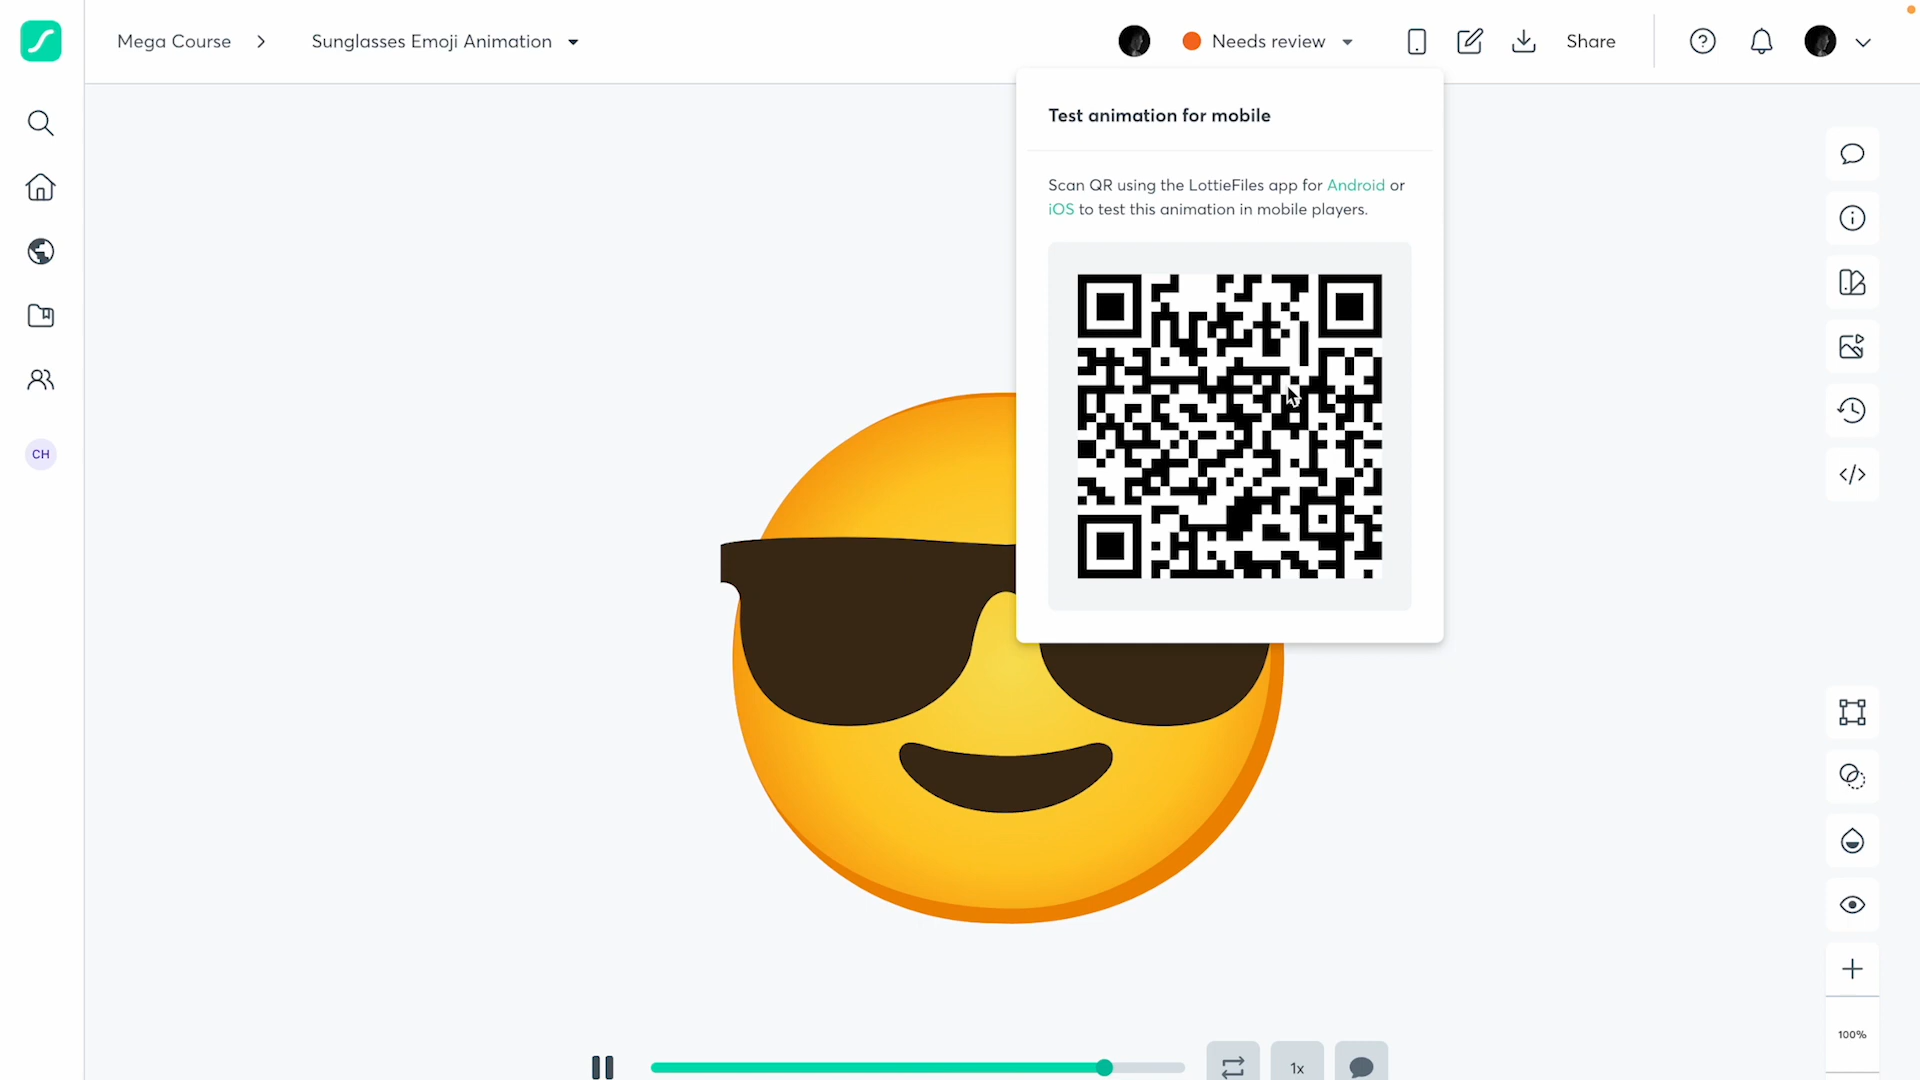 Mega Course
Sunglasses Emoji Animation
Needs review
Share
Test animation for mobile
Scan QR using the LottieFiles app for Android or
iOS to test this animation in mobile players.
CH
100%
1x